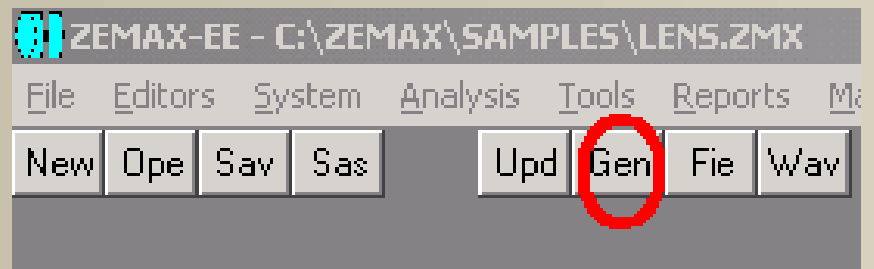 ZEMAX-EE - C:\ZEMAX\SAMPLES\LENS.ZMX
File Editors System Analysis Tools Reports
New Ope Sav Sas Upd Gen Fie Wav